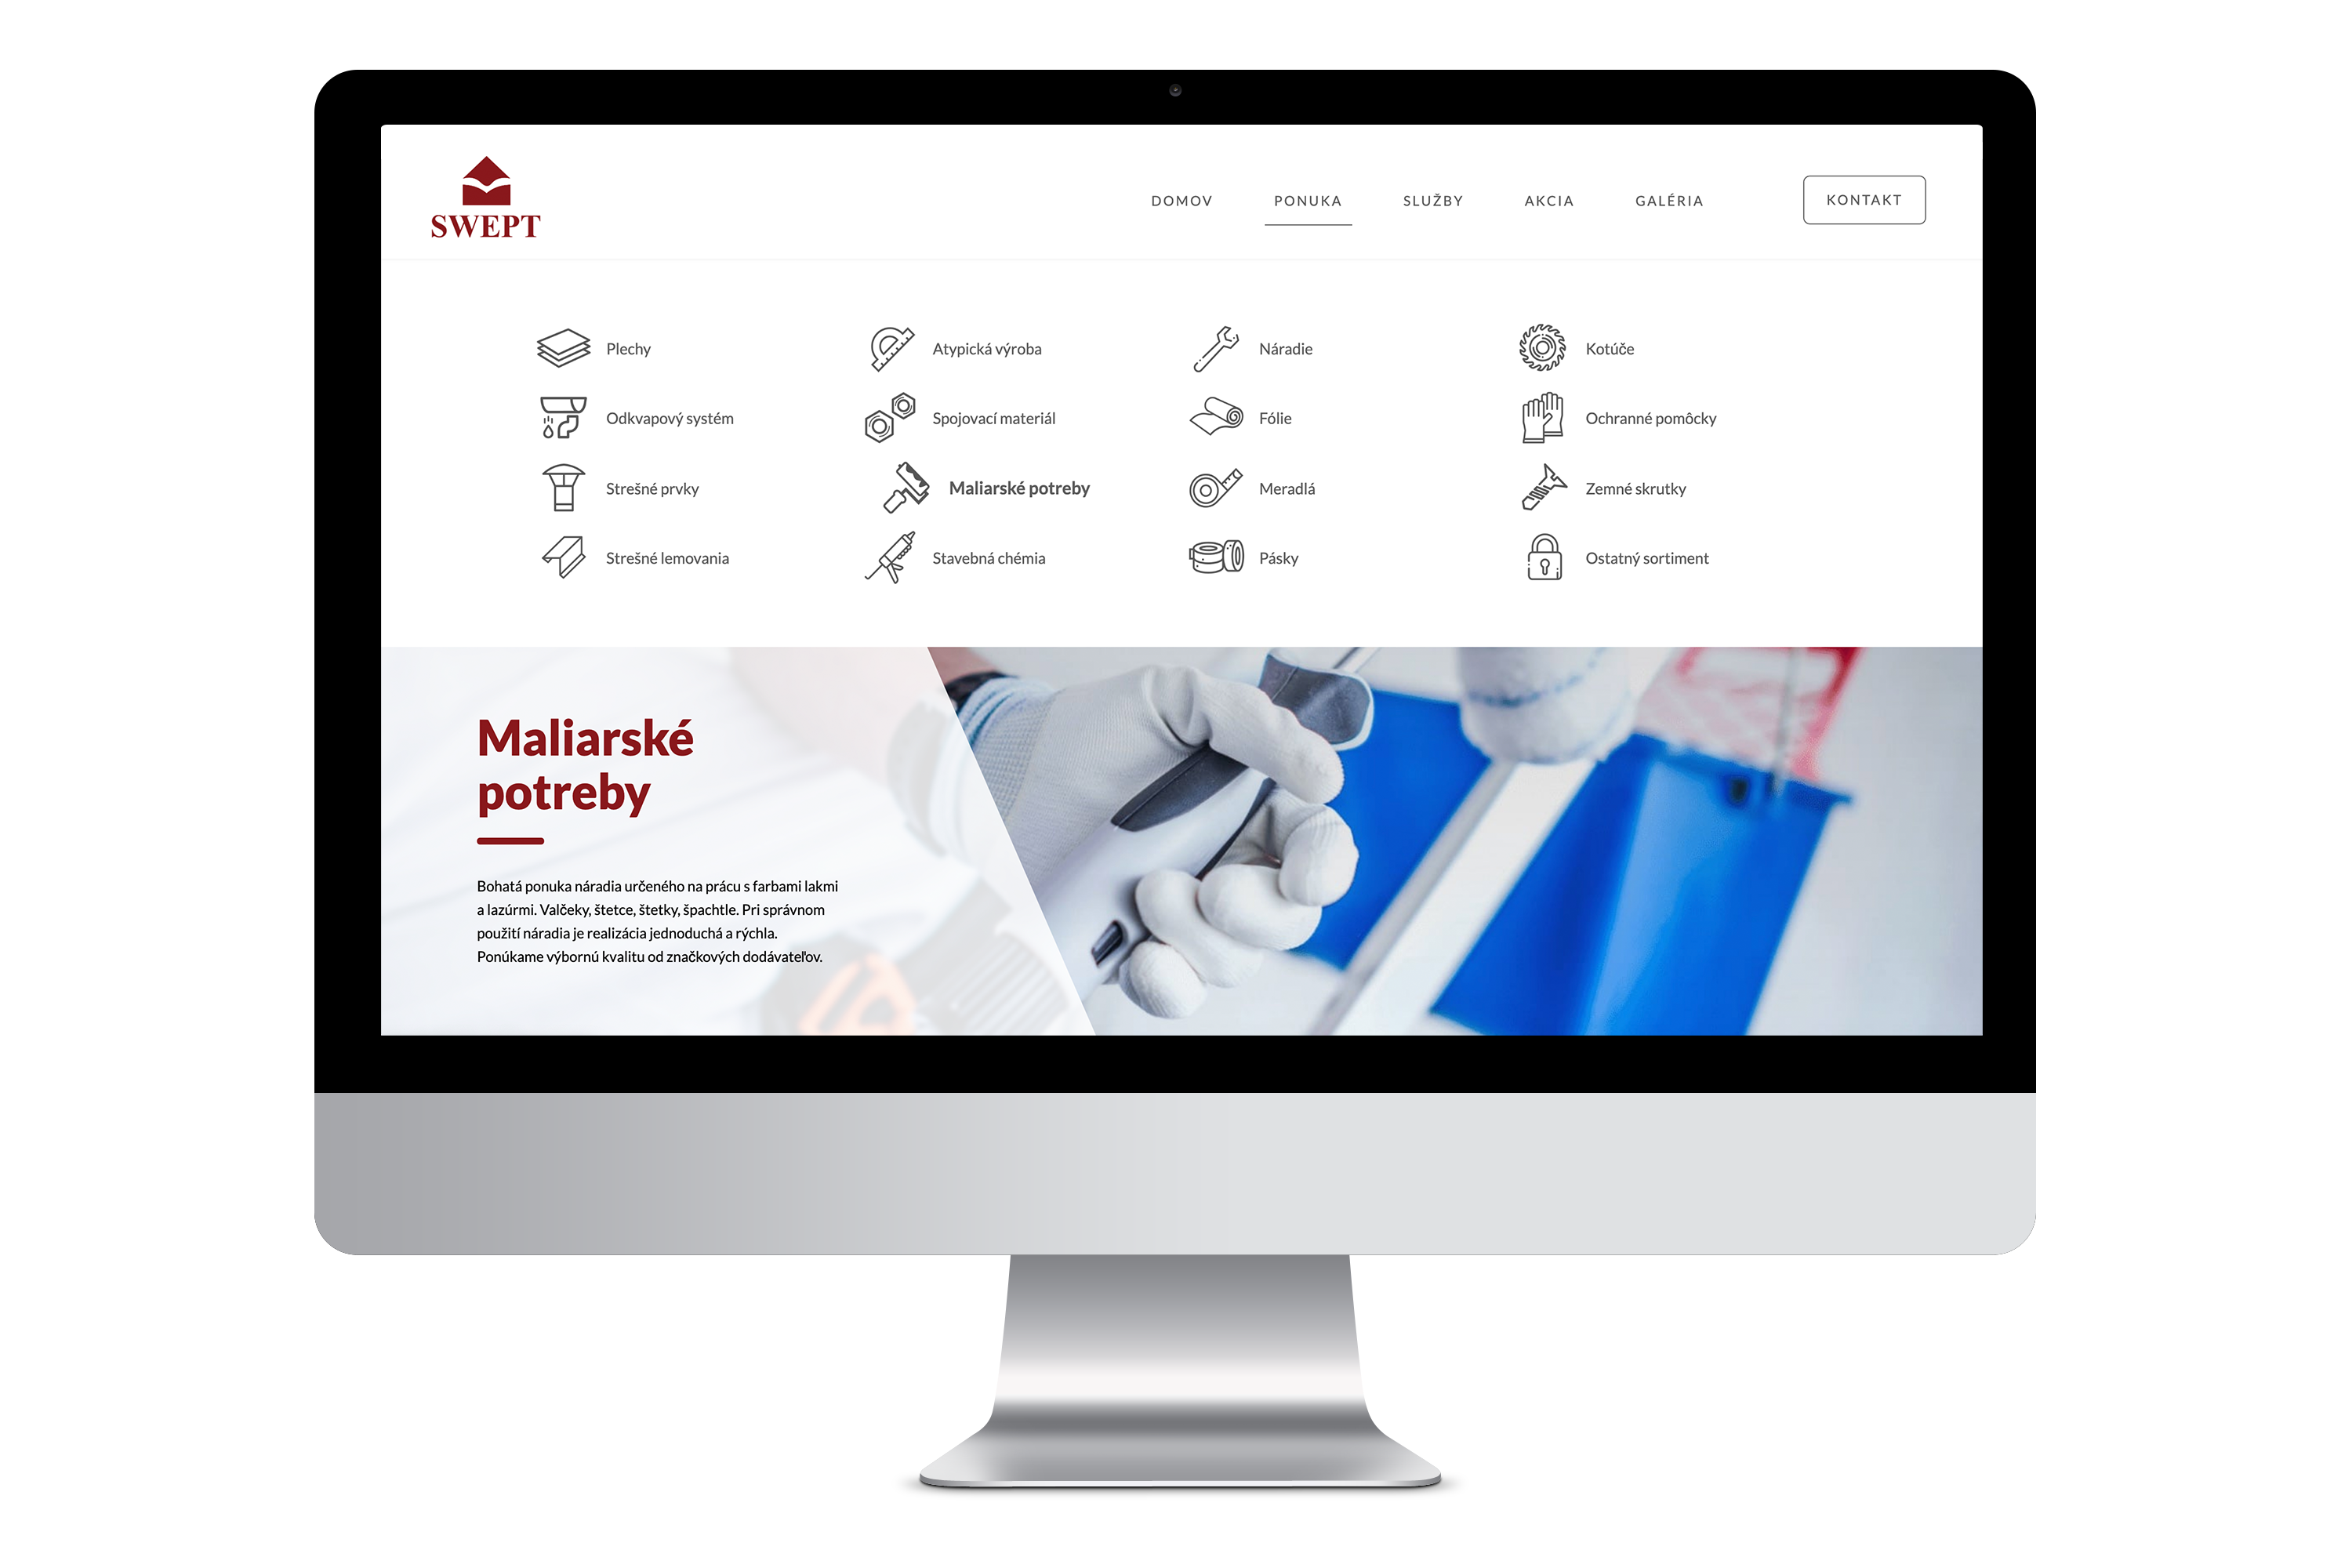 SWEPT
DOMOV
PONUKA
SLUŽBY
AKCIA
GALÉRIA
KONTAKT
Plechy
Atypická výroba
Náradie
Kotúče
Odkvapový systém
Spojovací materiál
Fólie
Ochranné pomôcky
Strešné prvky
Maliarské potreby
Meradlá
Zemné skrutky
Strešné lemovania
Stavebná chémia
Pásky
Ostatný sortiment
Maliarské
potreby
Bohatá ponuka náradia určeného na prácu s farbami lakmi
a lazúrmi. Valčeky, štetce, štetky, špachtle. Pri správnom
použití náradia je realizácia jednoduchá a rýchla.
Ponúkame výbornú kvalitu od značkových dodávateľov.